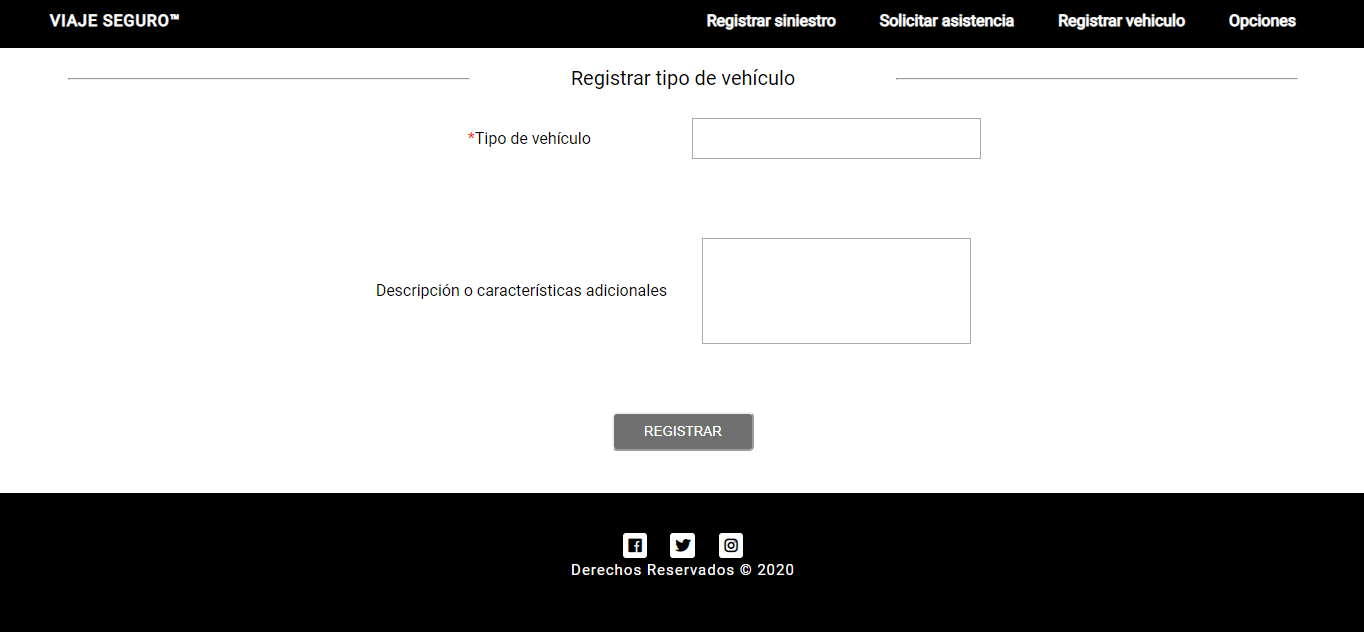 VIAJE SEGURO™ Registrar siniestro Solicitar asistencia Registrar vehiculo Opciones
Registrar tipo de vehículo
*Tipo de vehículo
Descripción o características adicionales
REGISTRAR
Derechos Reservados © 2020